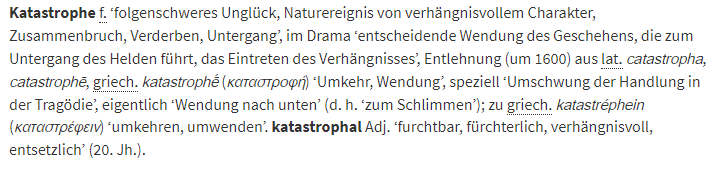 Katastrophe f. ‘folgenschweres Unglück, Naturereignis von verhängnisvollem Charakter,
Zusammenbruch, Verderben, Untergang’, im Drama ‘entscheidende Wendung des Geschehens, die zum
Untergang des Helden führt, das Eintreten des Verhängnisses’, Entlehnung (um 1600) aus lat. catastropha,
catastrophē, griech. katastrophḗ (καταστροφή) ‘Umkehr, Wendung’, speziell ‘Umschwung der Handlung in
der Tragödie’, eigentlich ‘Wendung nach unten’ (d. h. ‘zum Schlimmen’); zu griech. katastréphein
(καταστρέφειν) ‘umkehren, umwenden’. katastrophal Adj. ‘furchtbar, fürchterlich, verhängnisvoll,
entsetzlich’ (20. Jh.).